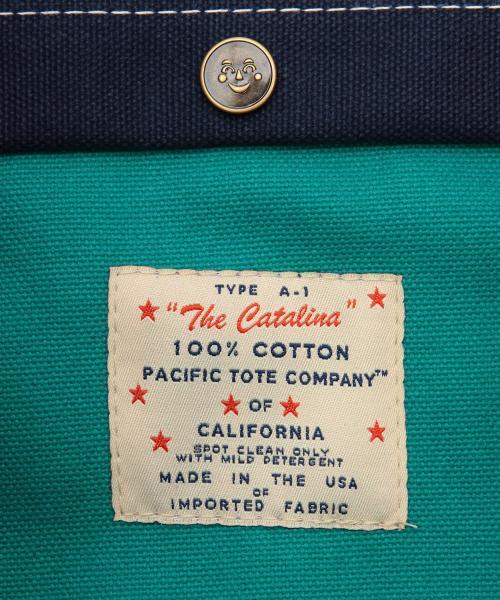 TYPE A-1
"The Catalina"
100% COTTON
PACIFIC TOTE COMPANY™
OF
CALIFORNIA
SPOT CLEAN ONLY
WITH MILD DETERGENT
MADE IN THE USA
OF
IMPORTED FABRIC